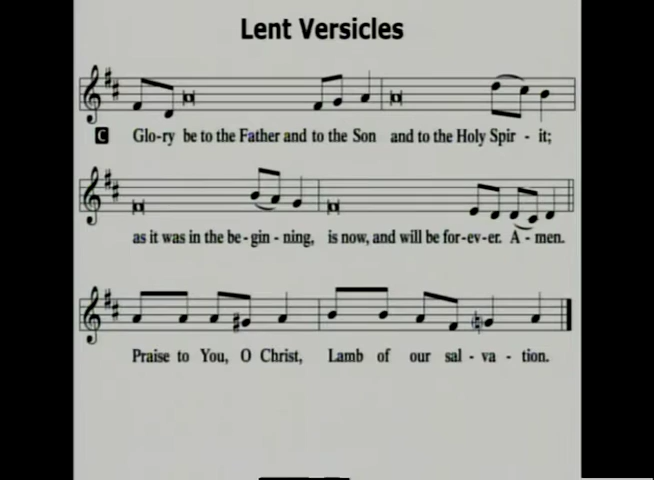 Lent Versicles
C Glo-ry be to the Father and to the Son and to the Holy Spir - it;
as it was in the be - gin - ning, is now, and will be for-ev-er. A - men.
Praise to You, O Christ, Lamb of our sal - va - tion.